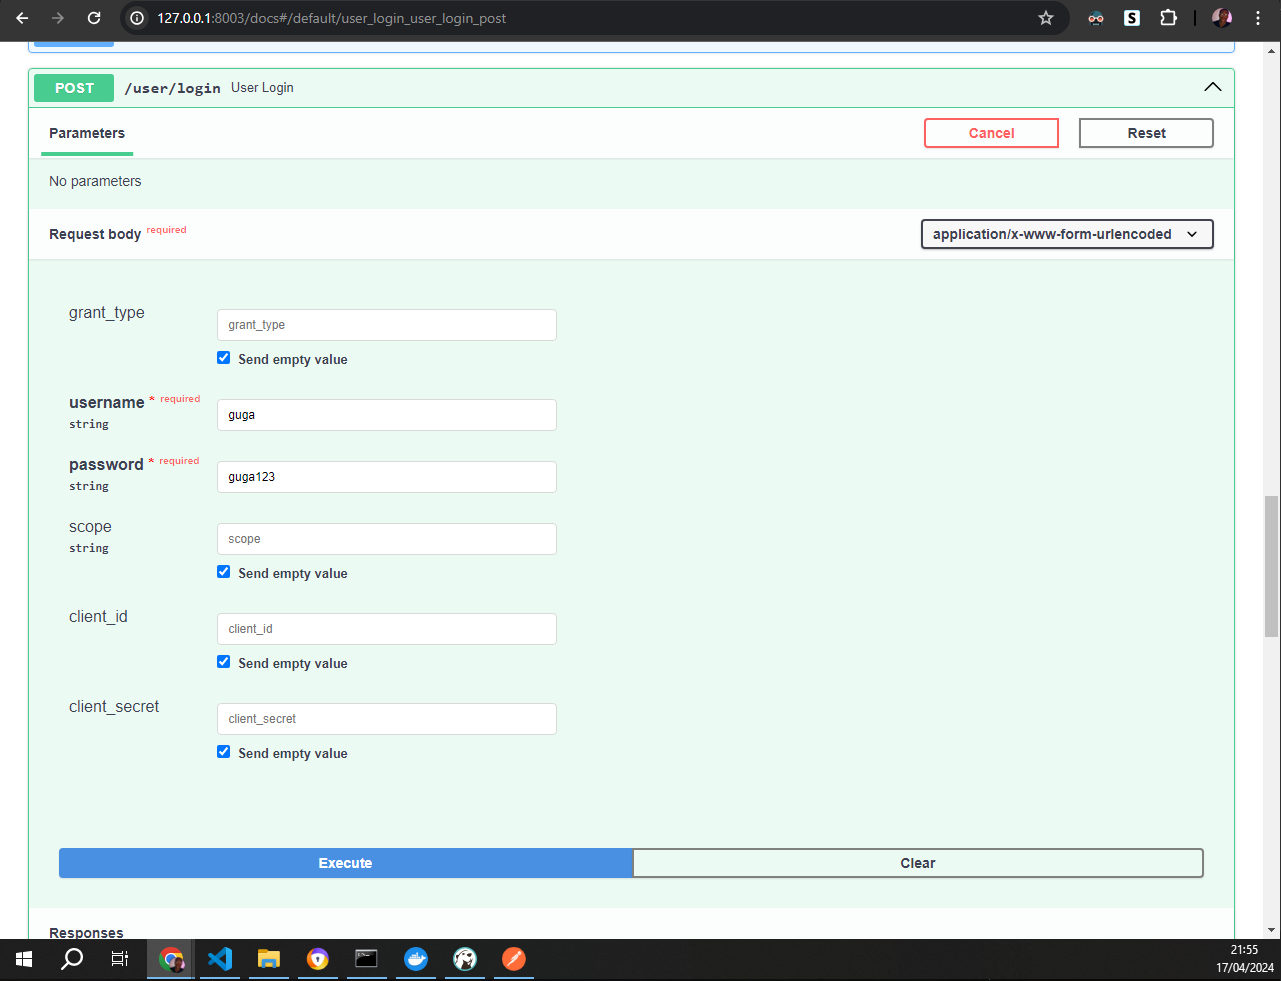 127.0.0.1:8003/docs#/default/user_login_user_login_post
POST /user/login User Login
Parameters
Cancel
Reset
No parameters
Request body required
application/x-www-form-urlencoded
grant_type
grant_type
Send empty value
username * required
string
guga
password * required
string
guga123
scope
string
scope
Send empty value
client_id
client_id
Send empty value
client_secret
client_secret
Send empty value
Execute
Clear
Responses
S
21:55
17/04/2024